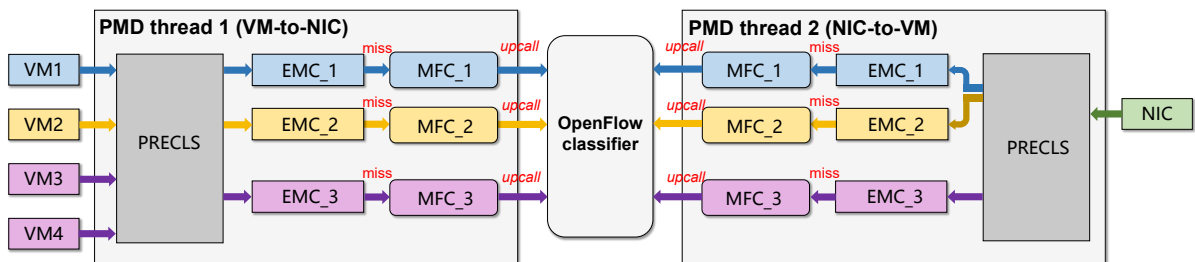 PMD thread 1 (VM-to-NIC)
VM1
VM2
VM3
VM4
PRECLS
EMC_1
miss
MFC_1
upcall
EMC_2
miss
MFC_2
upcall
EMC_3
miss
MFC_3
upcall
OpenFlow
classifier
PMD thread 2 (NIC-to-VM)
upcall
MFC_1
miss
EMC_1
upcall
MFC_2
miss
EMC_2
upcall
MFC_3
miss
EMC_3
PRECLS
NIC